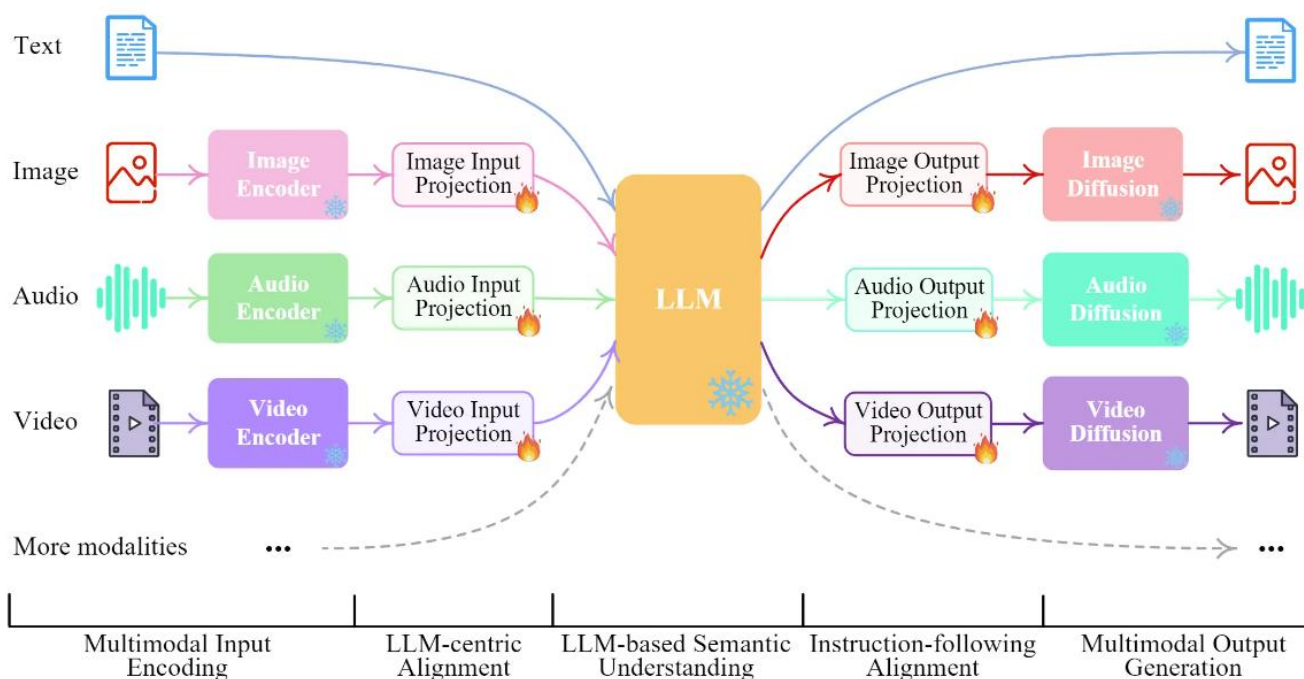 Text
Image
Image
Encoder
Image Input
Projection
Image Output
Projection
Image
Diffusion
Audio
Audio
Encoder
Audio Input
Projection
LLM
Audio Output
Projection
Audio
Diffusion
Video
Video
Encoder
Video Input
Projection
Video Output
Projection
Video
Diffusion
More modalities ...
...
Multimodal Input
Encoding
LLM-centric
Alignment
LLM-based Semantic
Understanding
Instruction-following
Alignment
Multimodal Output
Generation